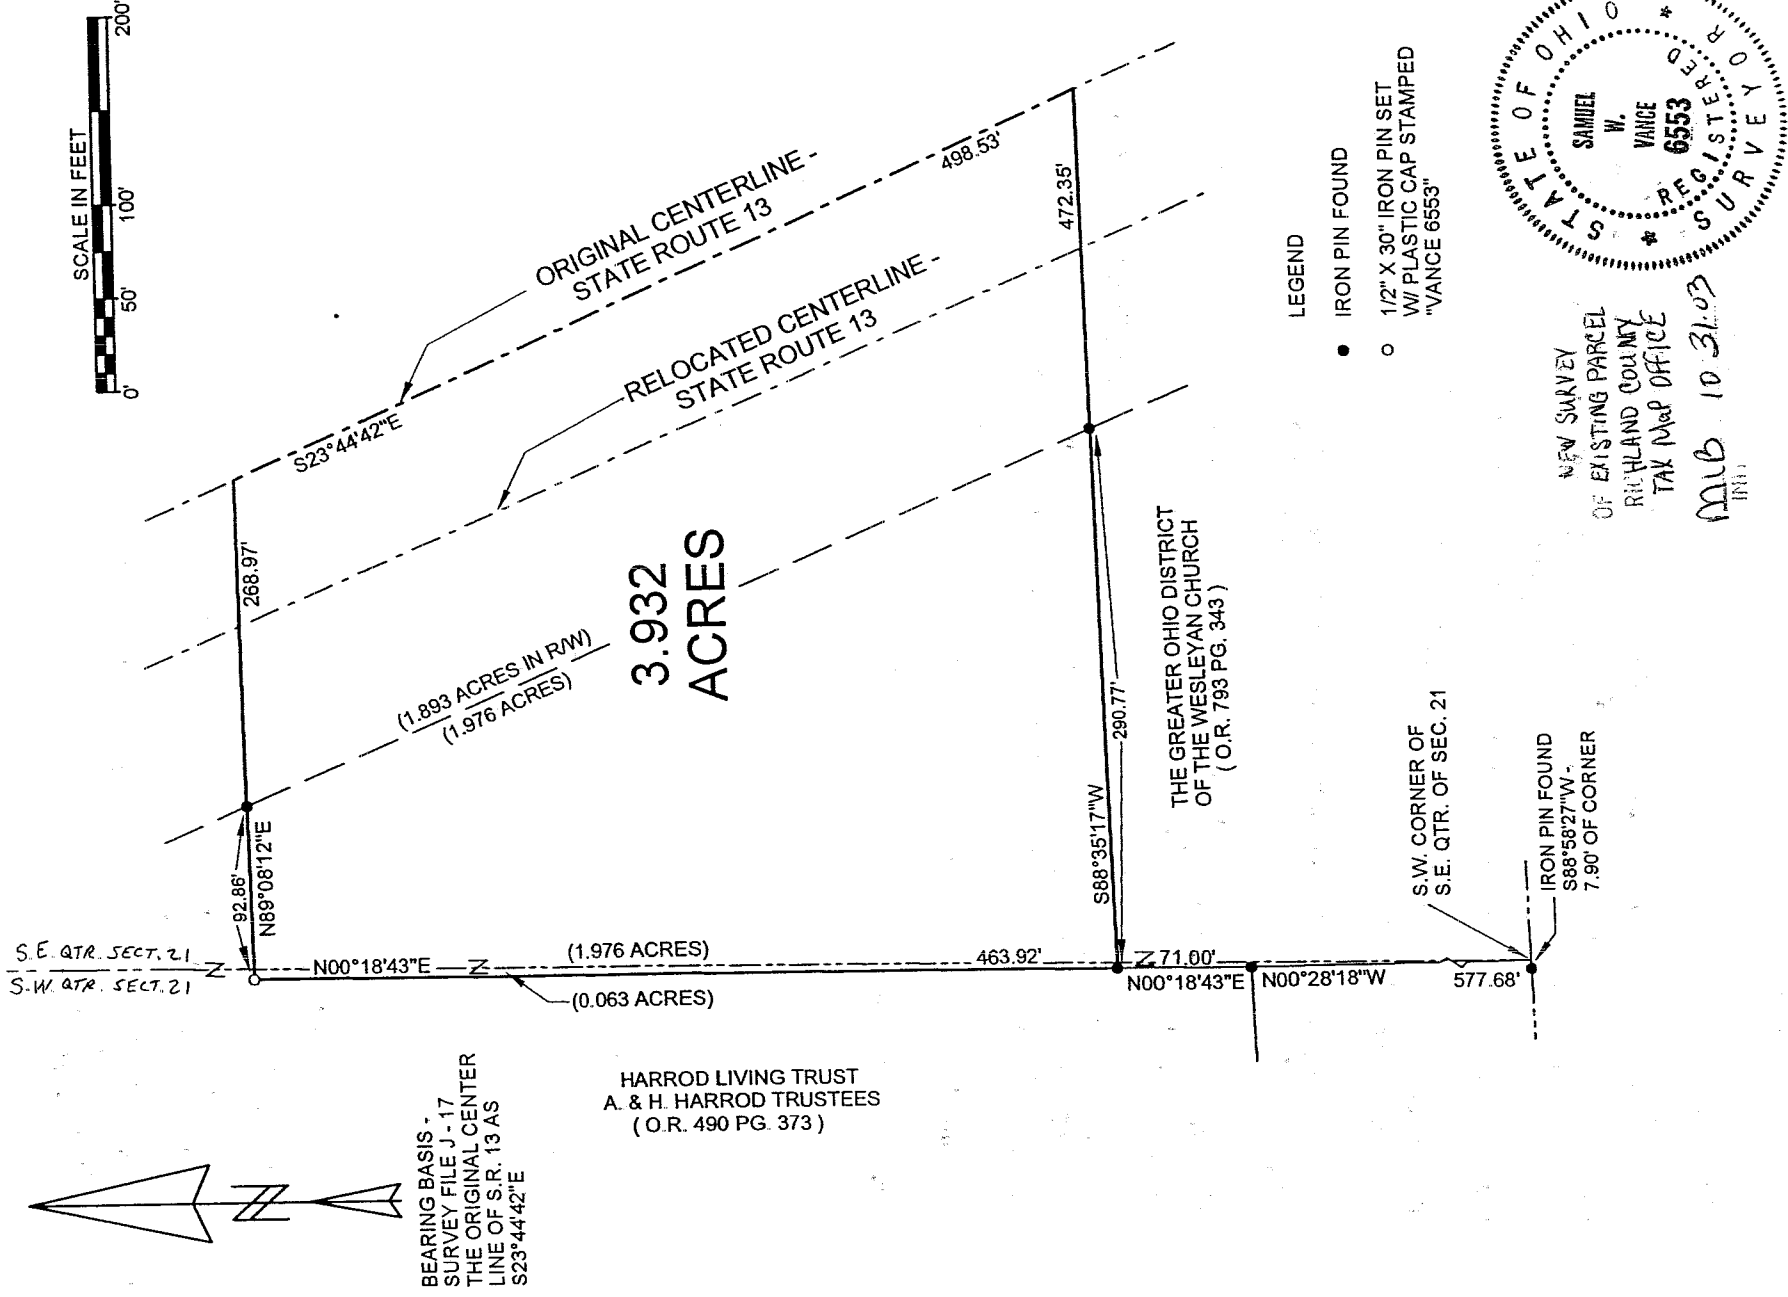 SCALE IN FEET
0' 50' 100' 200'
ORIGINAL CENTERLINE -
STATE ROUTE 13
S23°44'42"E
498.53'
RELOCATED CENTERLINE -
STATE ROUTE 13
268.97'
472.35'
(1.893 ACRES IN R/W)
(1.976 ACRES)
3.932
ACRES
92.86'
N89°08'12"E
290.77'
S88°35'17"W
S.E. QTR. SECT. 21
S.W. QTR. SECT. 21
N00°18'43"E
(1.976 ACRES)
463.92'
(0.063 ACRES)
71.00'
N00°18'43"E
N00°28'18"W
577.68'
THE GREATER OHIO DISTRICT
OF THE WESLEYAN CHURCH
( O.R. 793 PG. 343 )
S.W. CORNER OF
S.E. QTR. OF SEC. 21
IRON PIN FOUND
S88°58'27"W -
7.90' OF CORNER
HARROD LIVING TRUST
A. & H. HARROD TRUSTEES
( O.R. 490 PG. 373 )
N
BEARING BASIS -
SURVEY FILE J - 17
THE ORIGINAL CENTER
LINE OF S.R. 13 AS
S23°44'42"E
LEGEND
IRON PIN FOUND
1/2" X 30" IRON PIN SET
W/ PLASTIC CAP STAMPED
"VANCE 6553"
STATE OF OHIO
SAMUEL
W.
VANCE
6553
REGISTERED
SURVEYOR
NEW SURVEY
OF EXISTING PARCEL
RICHLAND COUNTY
TAX MAP OFFICE
10 31.03